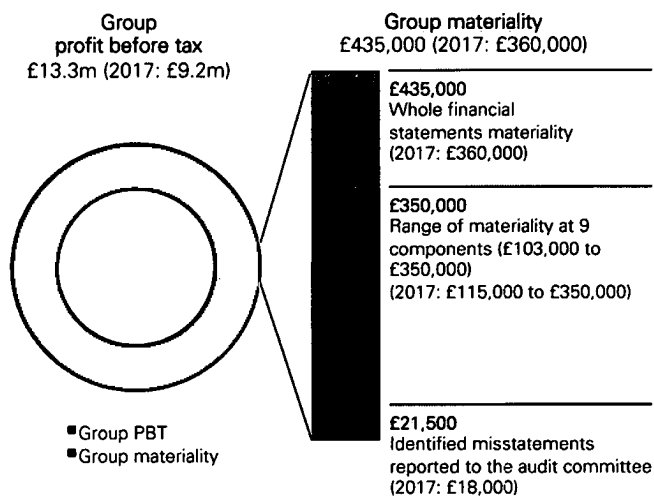 Group
profit before tax
£13.3m (2017: £9.2m)
Group materiality
£435,000 (2017: £360,000)
£435,000
Whole financial
statements materiality
(2017: £360,000)
£350,000
Range of materiality at 9
components (£103,000 to
£350,000)
(2017: £115,000 to £350,000)
£21,500
Identified misstatements
reported to the audit committee
(2017: £18,000)
Group PBT
Group materiality